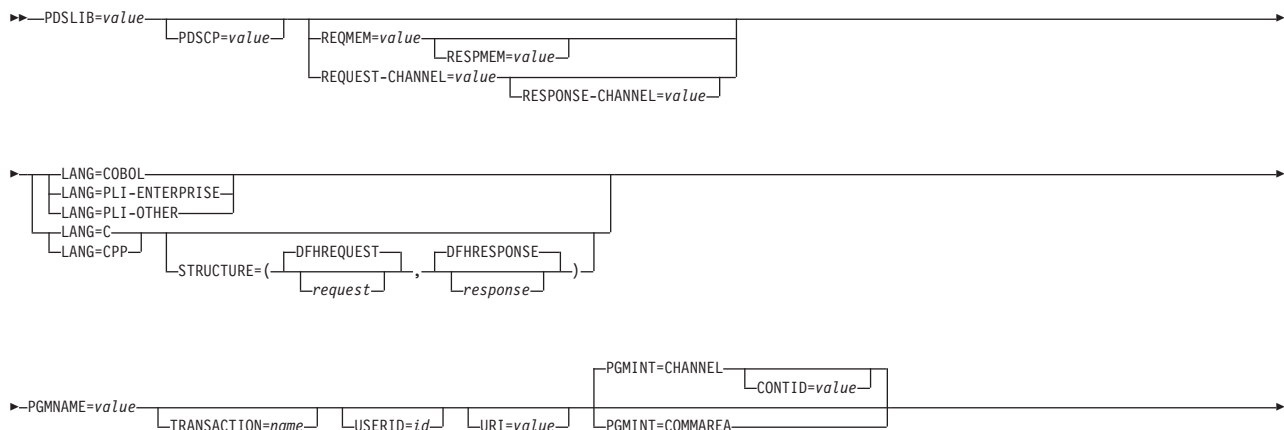 PDSLIB=value
PDSCP=value
REQMEM=value
RESPMEM=value
REQUEST-CHANNEL=value
RESPONSE-CHANNEL=value
LANG=COBOL
LANG=PLI-ENTERPRISE
LANG=PLI-OTHER
LANG=C
LANG=CPP
STRUCTURE=( DFHREQUEST , DFHRESPONSE )
request response
PGMINT=CHANNEL
CONTID=value
PGMNAME=value
TRANSACTION=name USERID=id URI=value PGMINT=COMMAREA